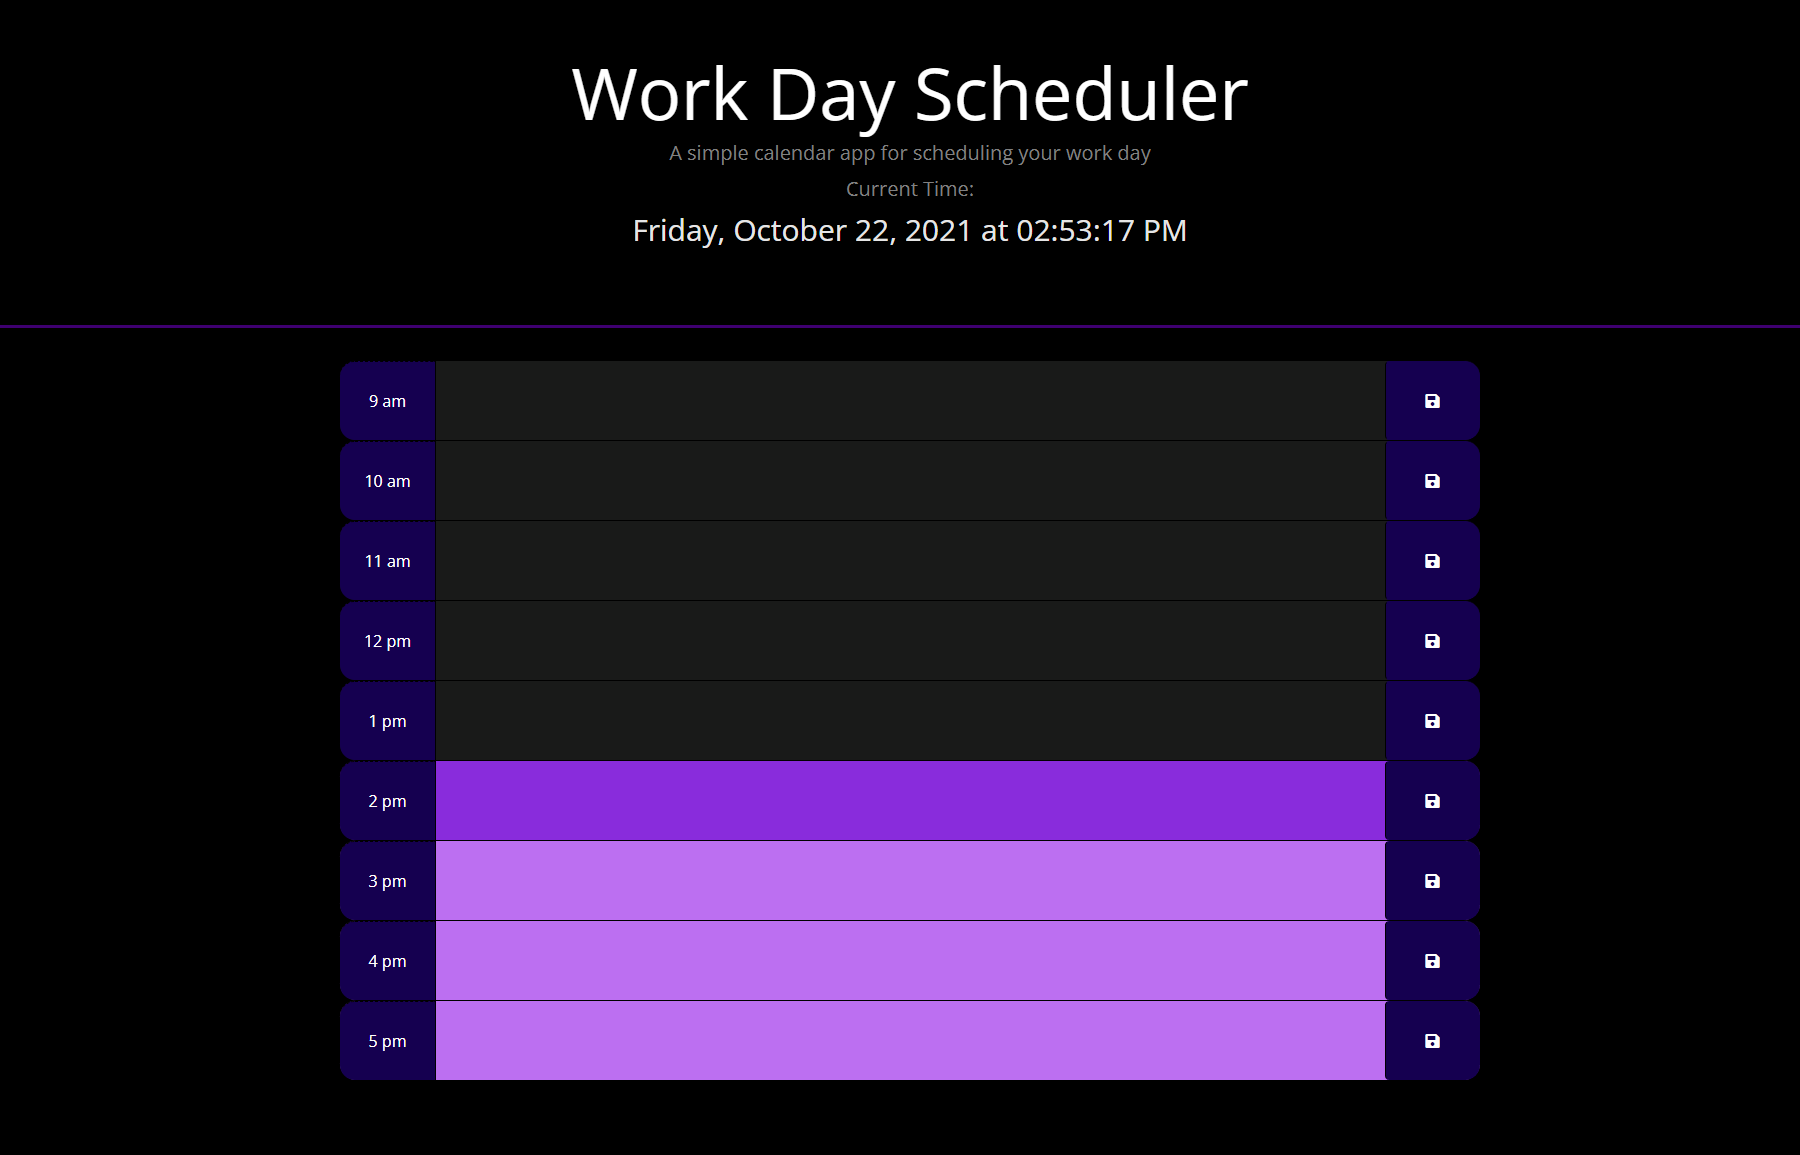 Work Day Scheduler
A simple calendar app for scheduling your work day
Current Time:
Friday, October 22, 2021 at 02:53:17 PM
9 am
10 am
11 am
12 pm
1 pm
2 pm
3 pm
4 pm
5 pm